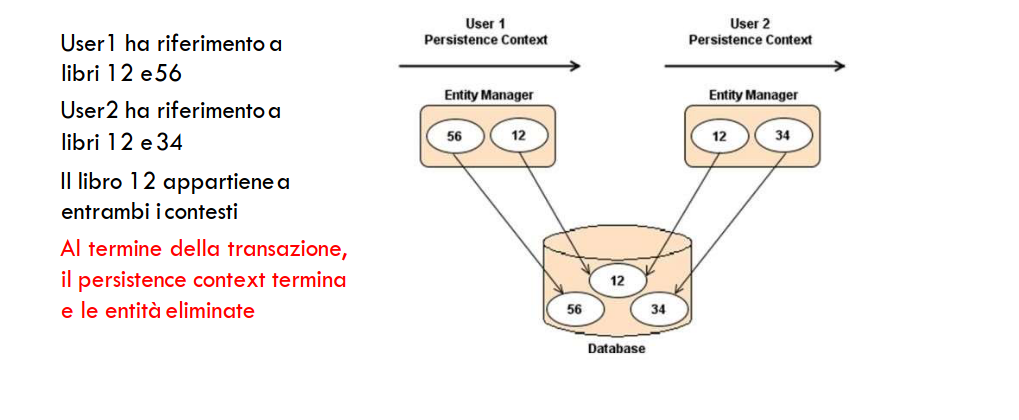 User1 ha riferimento a
libri 12 e 56
User2 ha riferimento a
libri 12 e 34
Il libro 12 appartiene a
entrambi i contesti
Al termine della transazione,
il persistence context termina
e le entità eliminate
User 1
Persistence Context
User 2
Persistence Context
Entity Manager
Entity Manager
56 12
12 34
12
56 34
Database